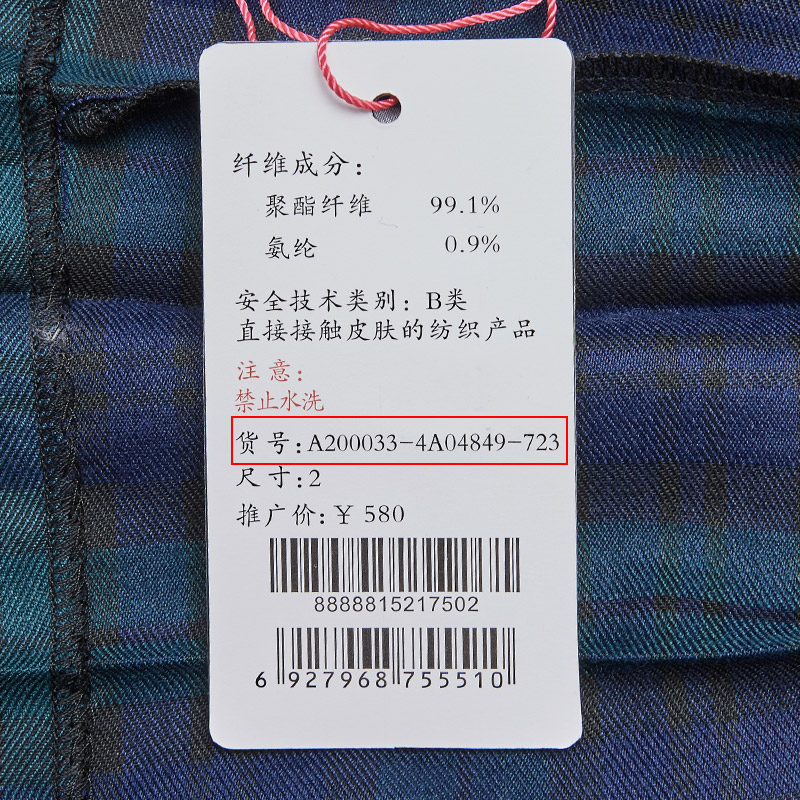 纤维成分：
聚酯纤维 99.1%
氨纶 0.9%
安全技术类别：B类
直接接触皮肤的纺织产品
注意：
禁止水洗
货号：A200033-4A04849-723
尺寸：2
推广价：￥580
8888815217502
6 927968 755510